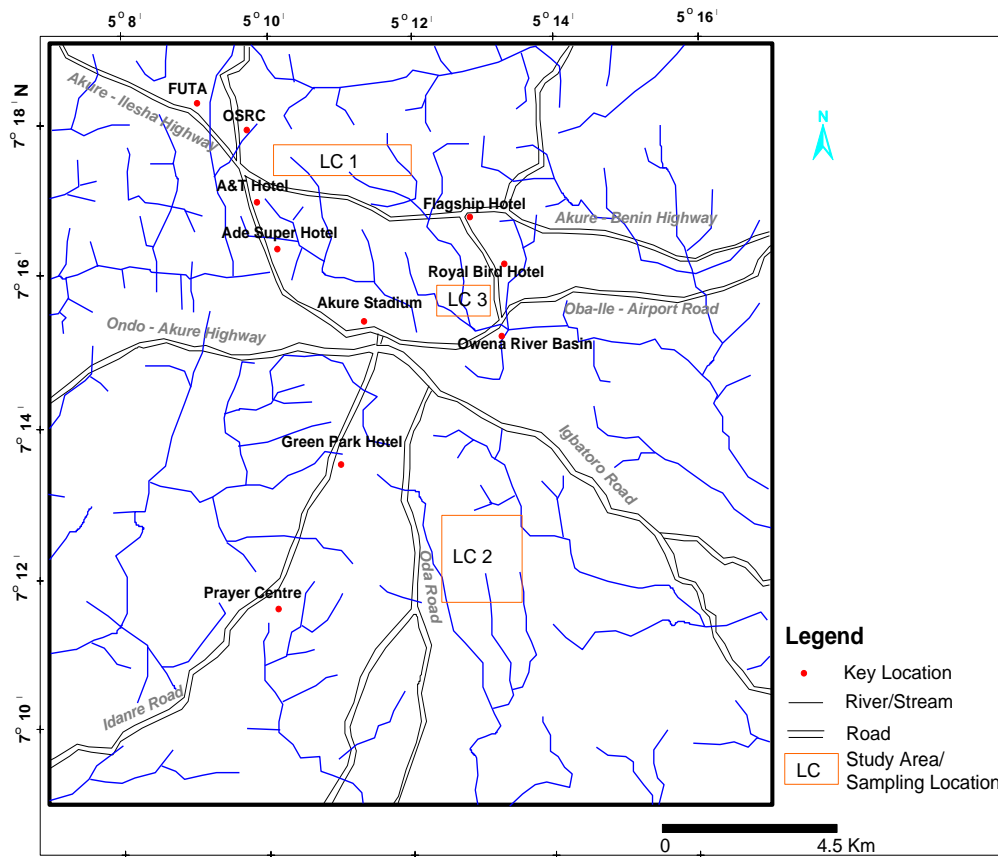 5° 8'
5° 10'
5° 12'
5° 14'
5° 16'
7° 18' N
7° 16'
7° 14'
7° 12'
7° 10'
FUTA
Akure - Ilesha Highway
OSRC
LC 1
A&T Hotel
Flagship Hotel
Akure - Benin Highway
Ade Super Hotel
Royal Bird Hotel
LC 3
Akure Stadium
Oba-Ile - Airport Road
Ondo - Akure Highway
Owena River Basin
Green Park Hotel
Igbatoro Road
LC 2
Oda Road
Prayer Centre
Idanre Road
N
Legend
Key Location
River/Stream
Road
LC
Study Area/
Sampling Location
0 4.5 Km